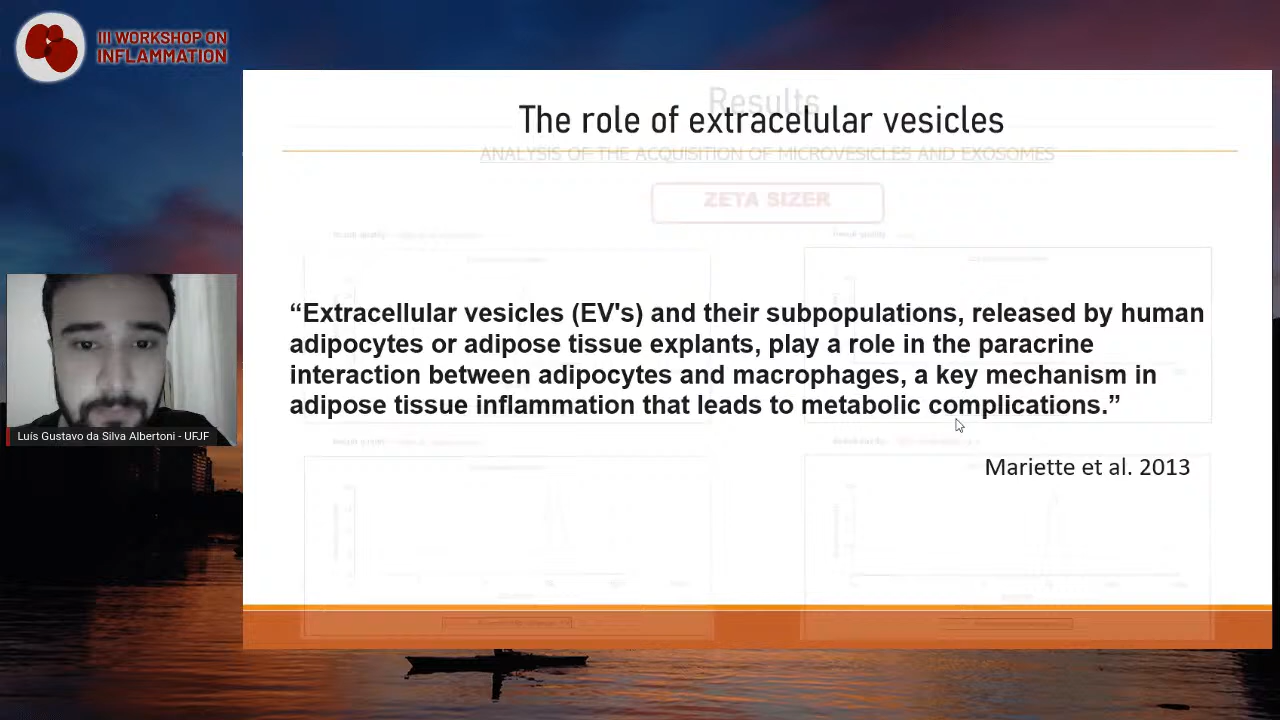 III WORKSHOP ON
INFLAMMATION
Results
The role of extracelular vesicles
ANALYSIS OF THE ACQUISITION OF MICROVESICLES AND EXOSOMES
ZETA SIZER
“Extracellular vesicles (EV's) and their subpopulations, released by human
adipocytes or adipose tissue explants, play a role in the paracrine
interaction between adipocytes and macrophages, a key mechanism in
adipose tissue inflammation that leads to metabolic complications.”
Mariette et al. 2013
Luís Gustavo da Silva Albertoni - UFJF